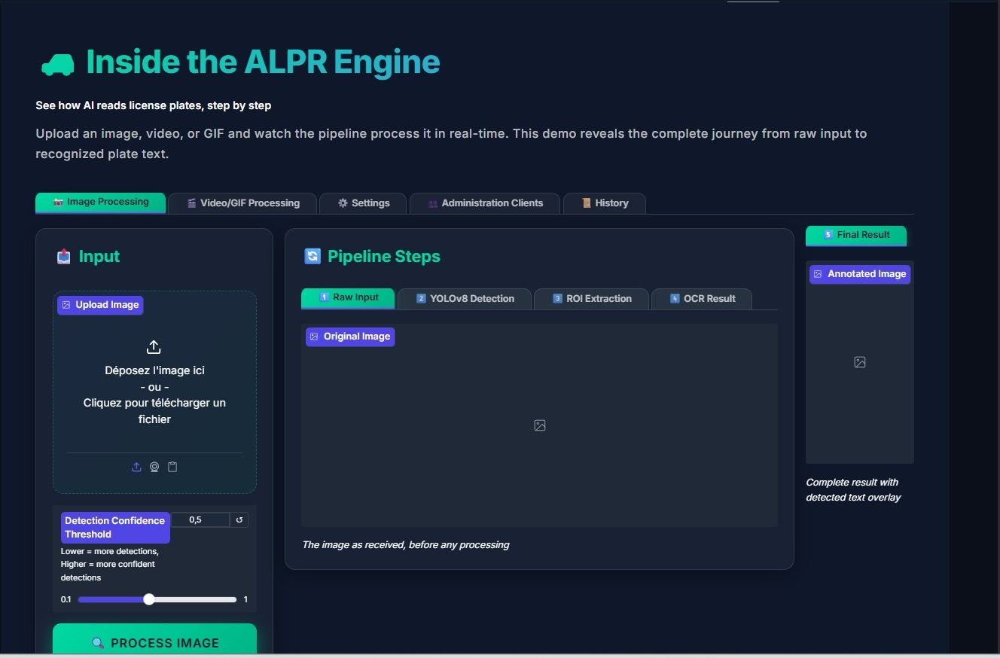 Inside the ALPR Engine
See how AI reads license plates, step by step
Upload an image, video, or GIF and watch the pipeline process it in real-time. This demo reveals the complete journey from raw input to
recognized plate text.
Image Processing
Video/GIF Processing
Settings
Administration Clients
History
Input
Upload Image
Déposez l'image ici
- ou -
Cliquez pour télécharger un
fichier
Detection Confidence
Threshold
0,5
Lower = more detections,
Higher = more confident
detections
0.1
1
PROCESS IMAGE
Pipeline Steps
1 Raw Input
2 YOLOv8 Detection
3 ROI Extraction
4 OCR Result
Original Image
The image as received, before any processing
5 Final Result
Annotated Image
Complete result with
detected text overlay